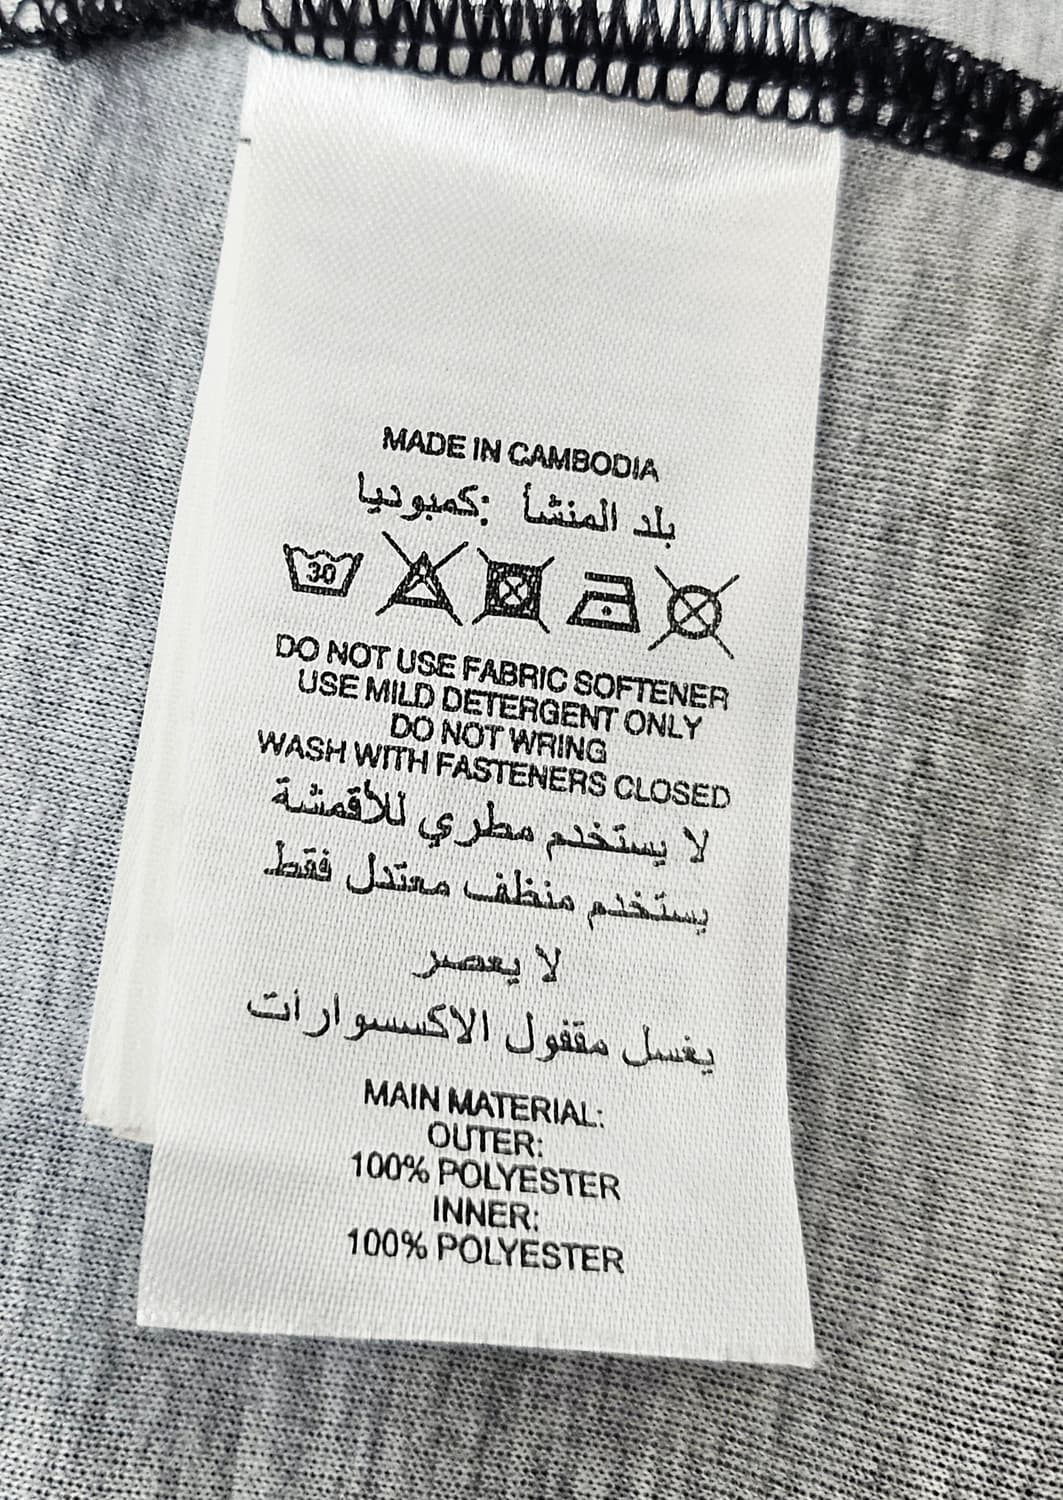 MADE IN CAMBODIA
بلد المنشأ :كمبوديا
30
DO NOT USE FABRIC SOFTENER
USE MILD DETERGENT ONLY
DO NOT WRING
WASH WITH FASTENERS CLOSED
لا يستخدم مطري للأقمشة
يستخدم منظف معتدل فقط
لا يعصر
يغسل مقفول الاكسسوارات
MAIN MATERIAL:
OUTER:
100% POLYESTER
INNER:
100% POLYESTER